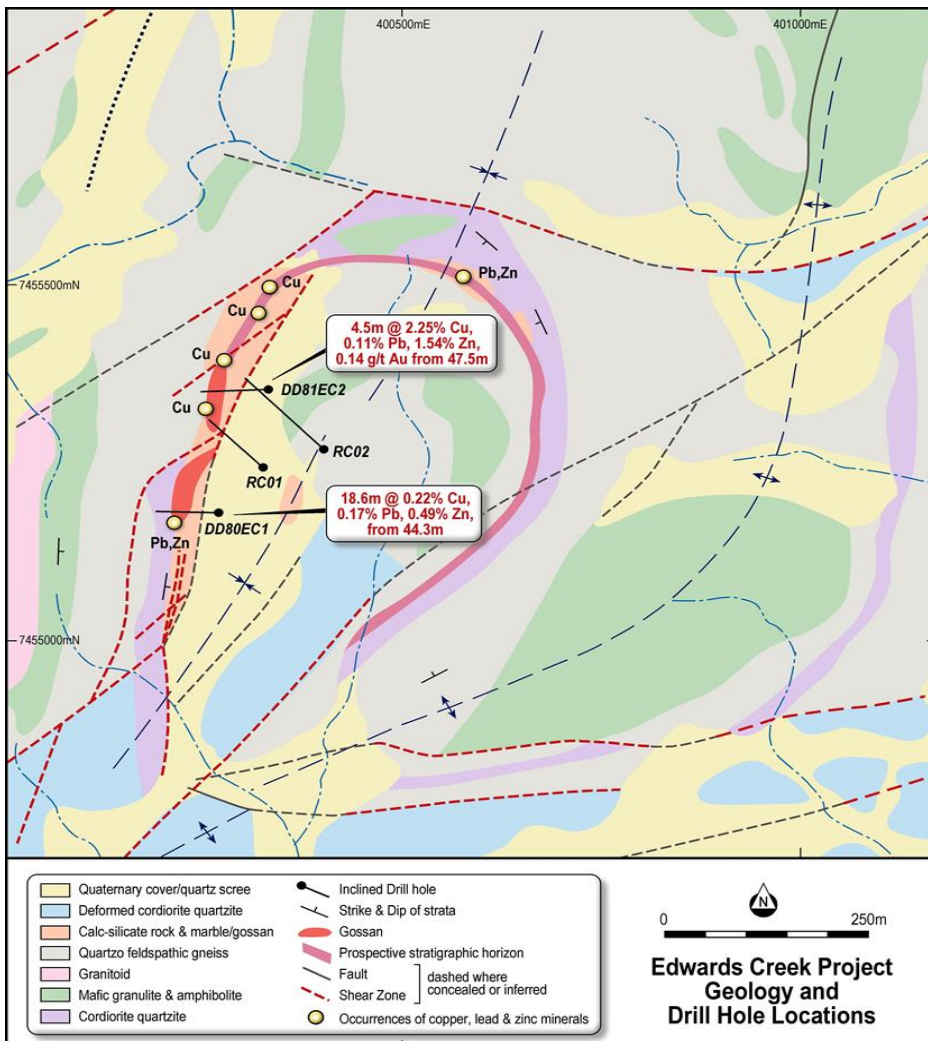 400500mE
401000mE
7455500mN
Pb,Zn
Cu
Cu
Cu
Cu
4.5m @ 2.25% Cu,
0.11% Pb, 1.54% Zn,
0.14 g/t Au from 47.5m
DD81EC2
RC02
RC01
18.6m @ 0.22% Cu,
0.17% Pb, 0.49% Zn,
from 44.3m
DD80EC1
Pb,Zn
7455000mN
Quaternary cover/quartz scree
Deformed cordiorite quartzite
Calc-silicate rock & marble/gossan
Quartzo feldspathic gneiss
Granitoid
Mafic granulite & amphibolite
Cordiorite quartzite
Inclined Drill hole
Strike & Dip of strata
Gossan
Prospective stratigraphic horizon
Fault
Shear Zone
dashed where
concealed or inferred
Occurrences of copper, lead & zinc minerals
N
0 250m
Edwards Creek Project
Geology and
Drill Hole Locations